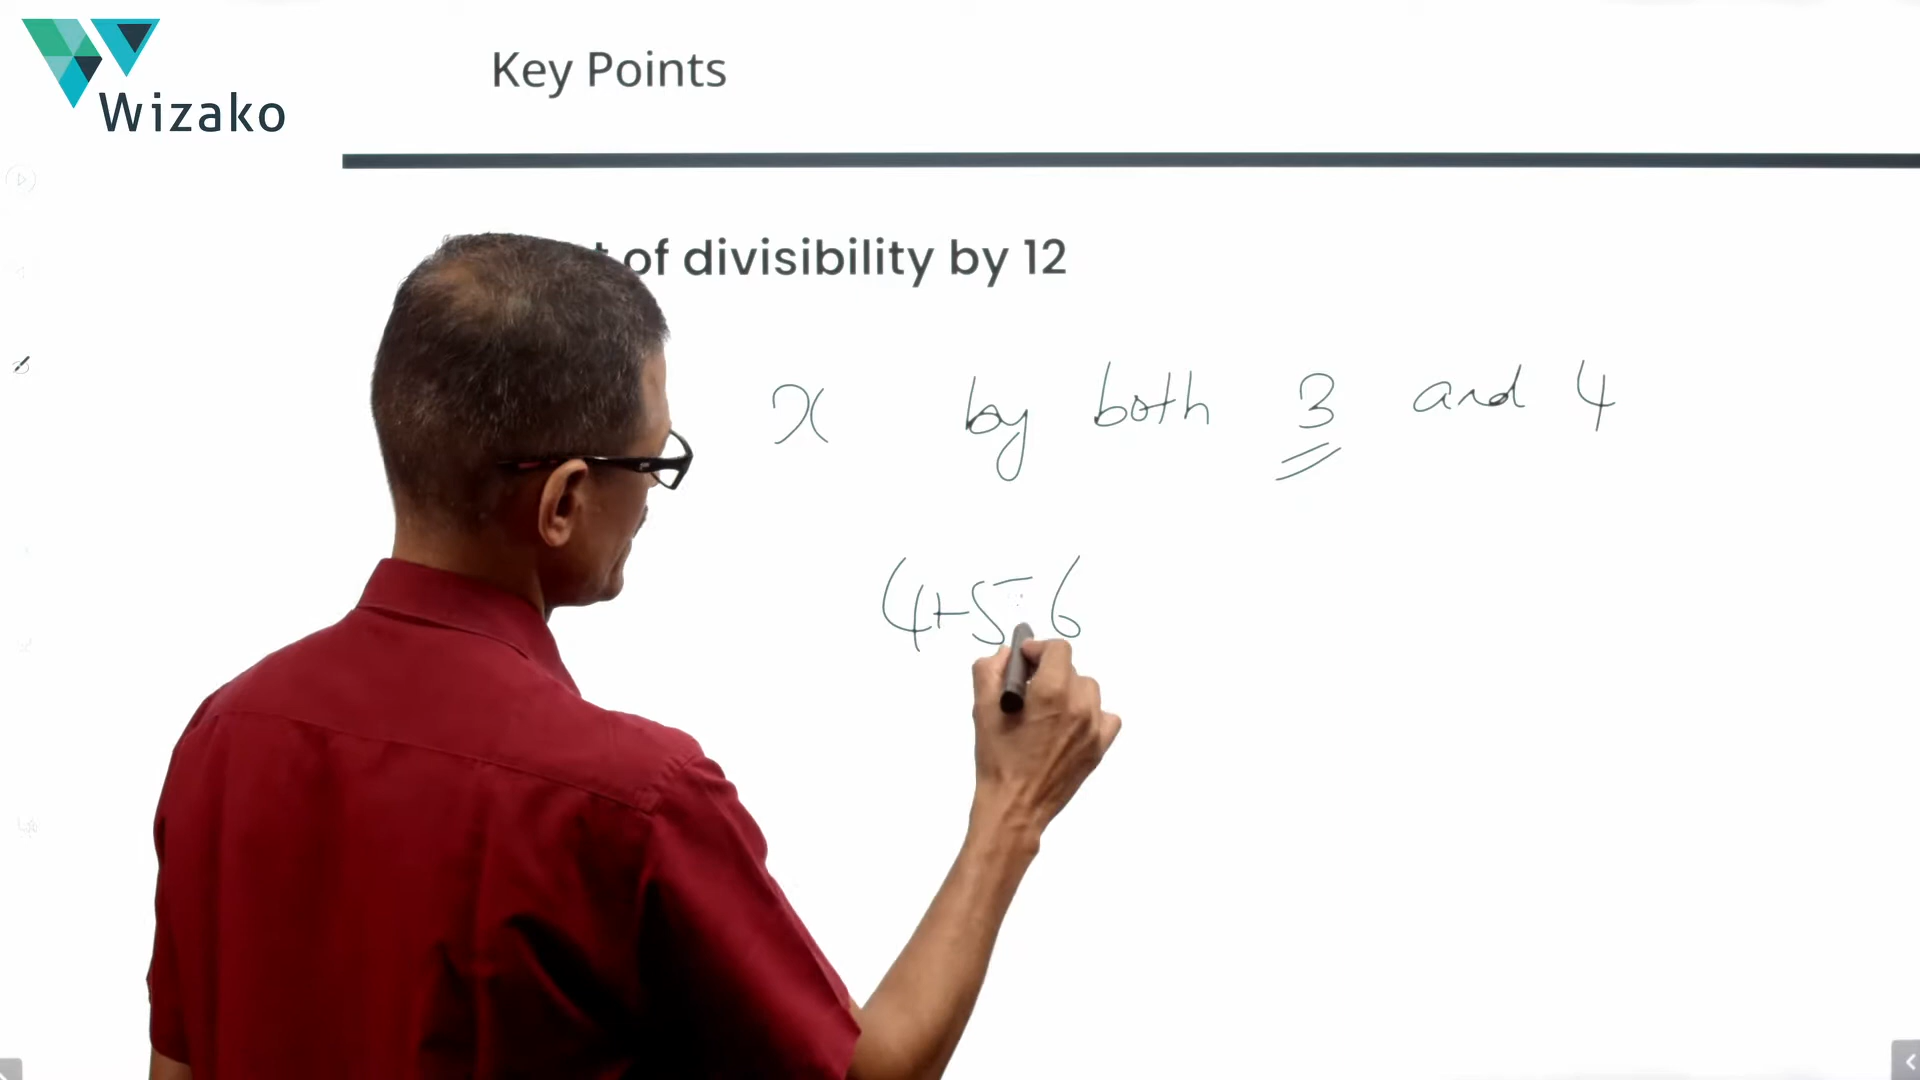 Wizako
Key Points
of divisibility by 12
x by both 3 and 4
4+5 6